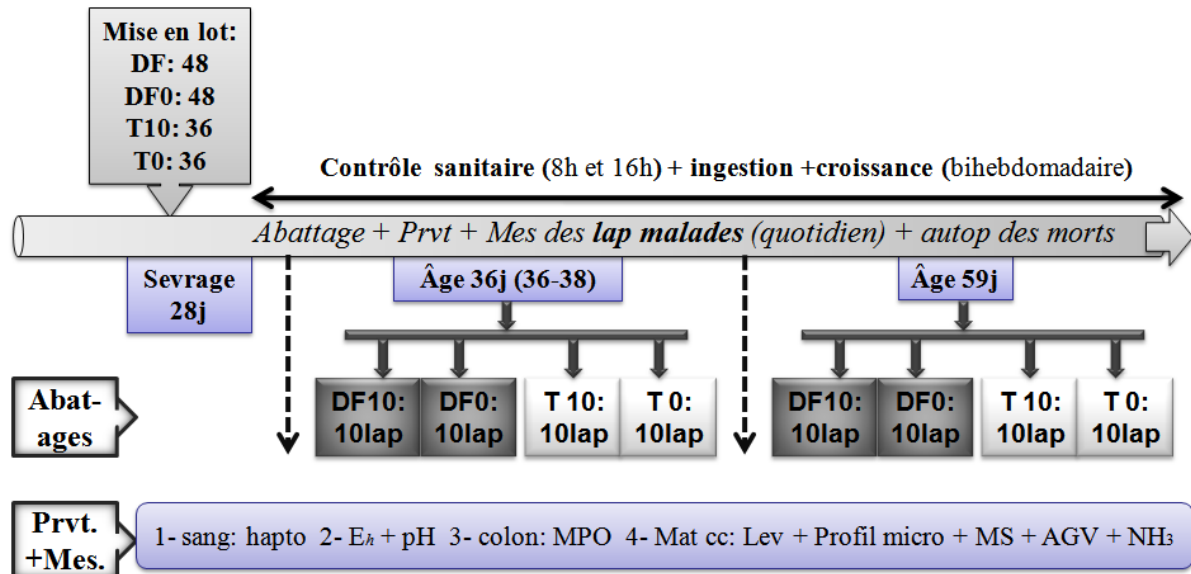 Mise en lot:
DF: 48
DF0: 48
T10: 36
T0: 36
Contrôle sanitaire (8h et 16h) + ingestion +croissance (bihebdomadaire)
Abattage + Prvt + Mes des lap malades (quotidien) + autop des morts
Sevrage
28j
Âge 36j (36-38)
Âge 59j
Abat-
ages
DF10:
10lap
DF0:
10lap
T 10:
10lap
T 0:
10lap
DF10:
10lap
DF0:
10lap
T 10:
10lap
T 0:
10lap
Prvt.
+Mes.
1- sang: hapto 2- Eh + pH 3- colon: MPO 4- Mat cc: Lev + Profil micro + MS + AGV + NH3